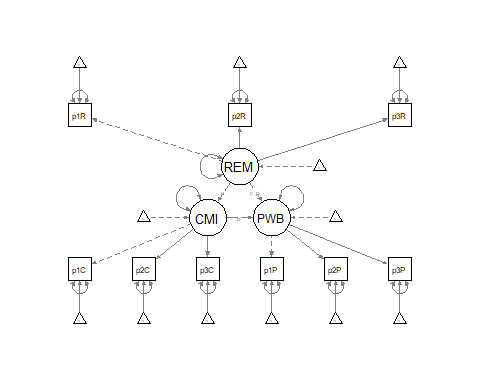 p1R p2R p3R
REM
CMI PWB
p1C p2C p3C p1P p2P p3P